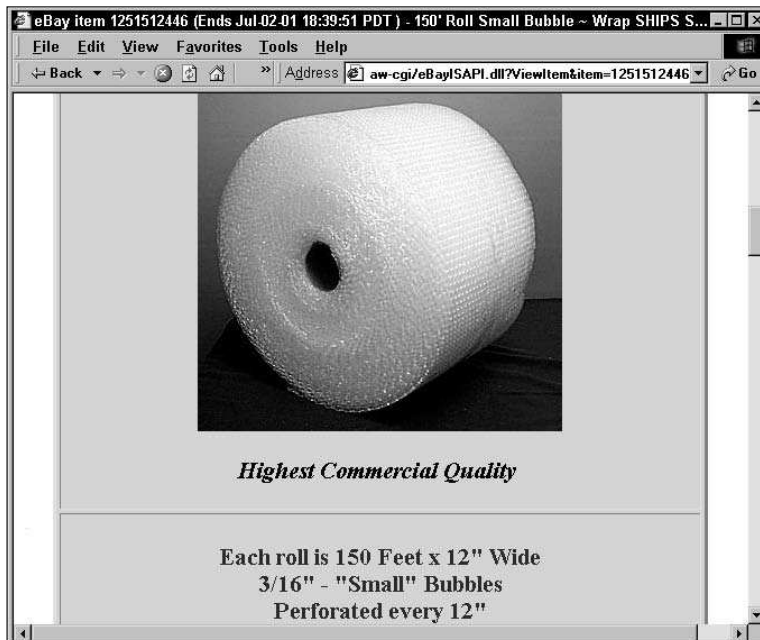 eBay item 1251512446 (Ends Jul-02-01 18:39:51 PDT ) - 150' Roll Small Bubble ~ Wrap SHIPS S...
File Edit View Favorites Tools Help
Back » Address aw-cgi/eBayISAPI.dll?ViewItem&item=1251512446 Go
Highest Commercial Quality
Each roll is 150 Feet x 12" Wide
3/16" - "Small" Bubbles
Perforated every 12"